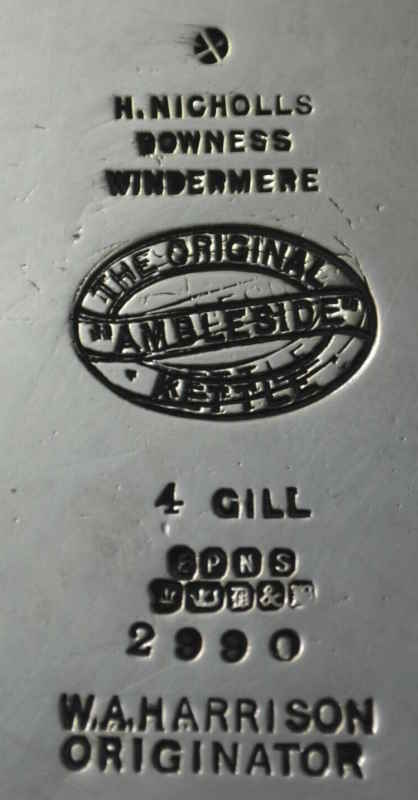 H. NICHOLLS
BOWNESS
WINDERMERE
THE ORIGINAL
"AMBLESIDE"
KETTLE
4 GILL
EPNS
2990
W.A.HARRISON
ORIGINATOR